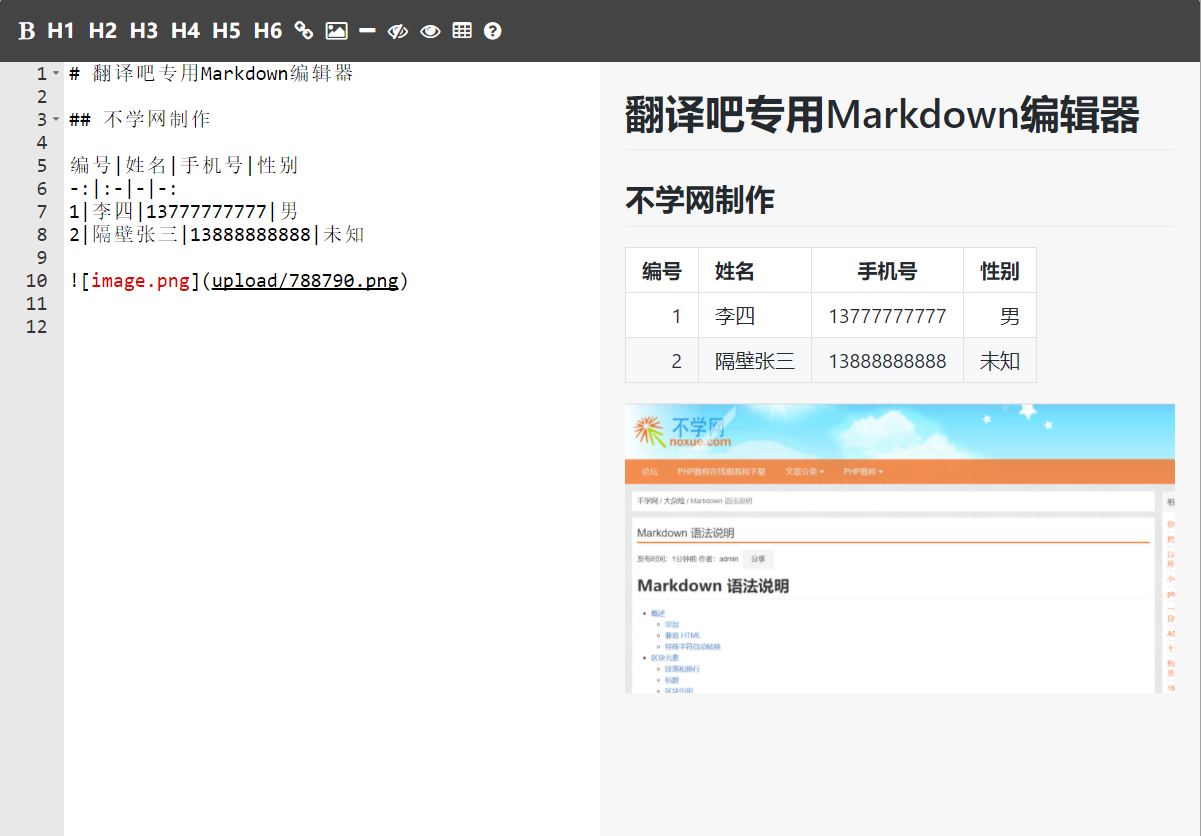 B H1 H2 H3 H4 H5 H6
1 # 翻译吧专用Markdown编辑器
2
3 ## 不学网制作
4
5 编号|姓名|手机号|性别
6 -:|:-|-|-:
7 1|李四|13777777777|男
8 2|隔壁张三|13888888888|未知
9
10 ![image.png](upload/788790.png)
11
12
翻译吧专用Markdown编辑器
不学网制作
编号 姓名 手机号 性别
1 李四 13777777777 男
2 隔壁张三 13888888888 未知
不学网
noxue.com
论坛 PHP教程在线观看和下载 文章分类 PHP教程
不学网 / 大杂烩 / Markdown 语法说明
Markdown 语法说明
发布时间：1分钟前 作者：admin 分享
Markdown 语法说明
概述
宗旨
兼容 HTML
特殊字符自动转换
区块元素
段落和换行
标题
区块引用